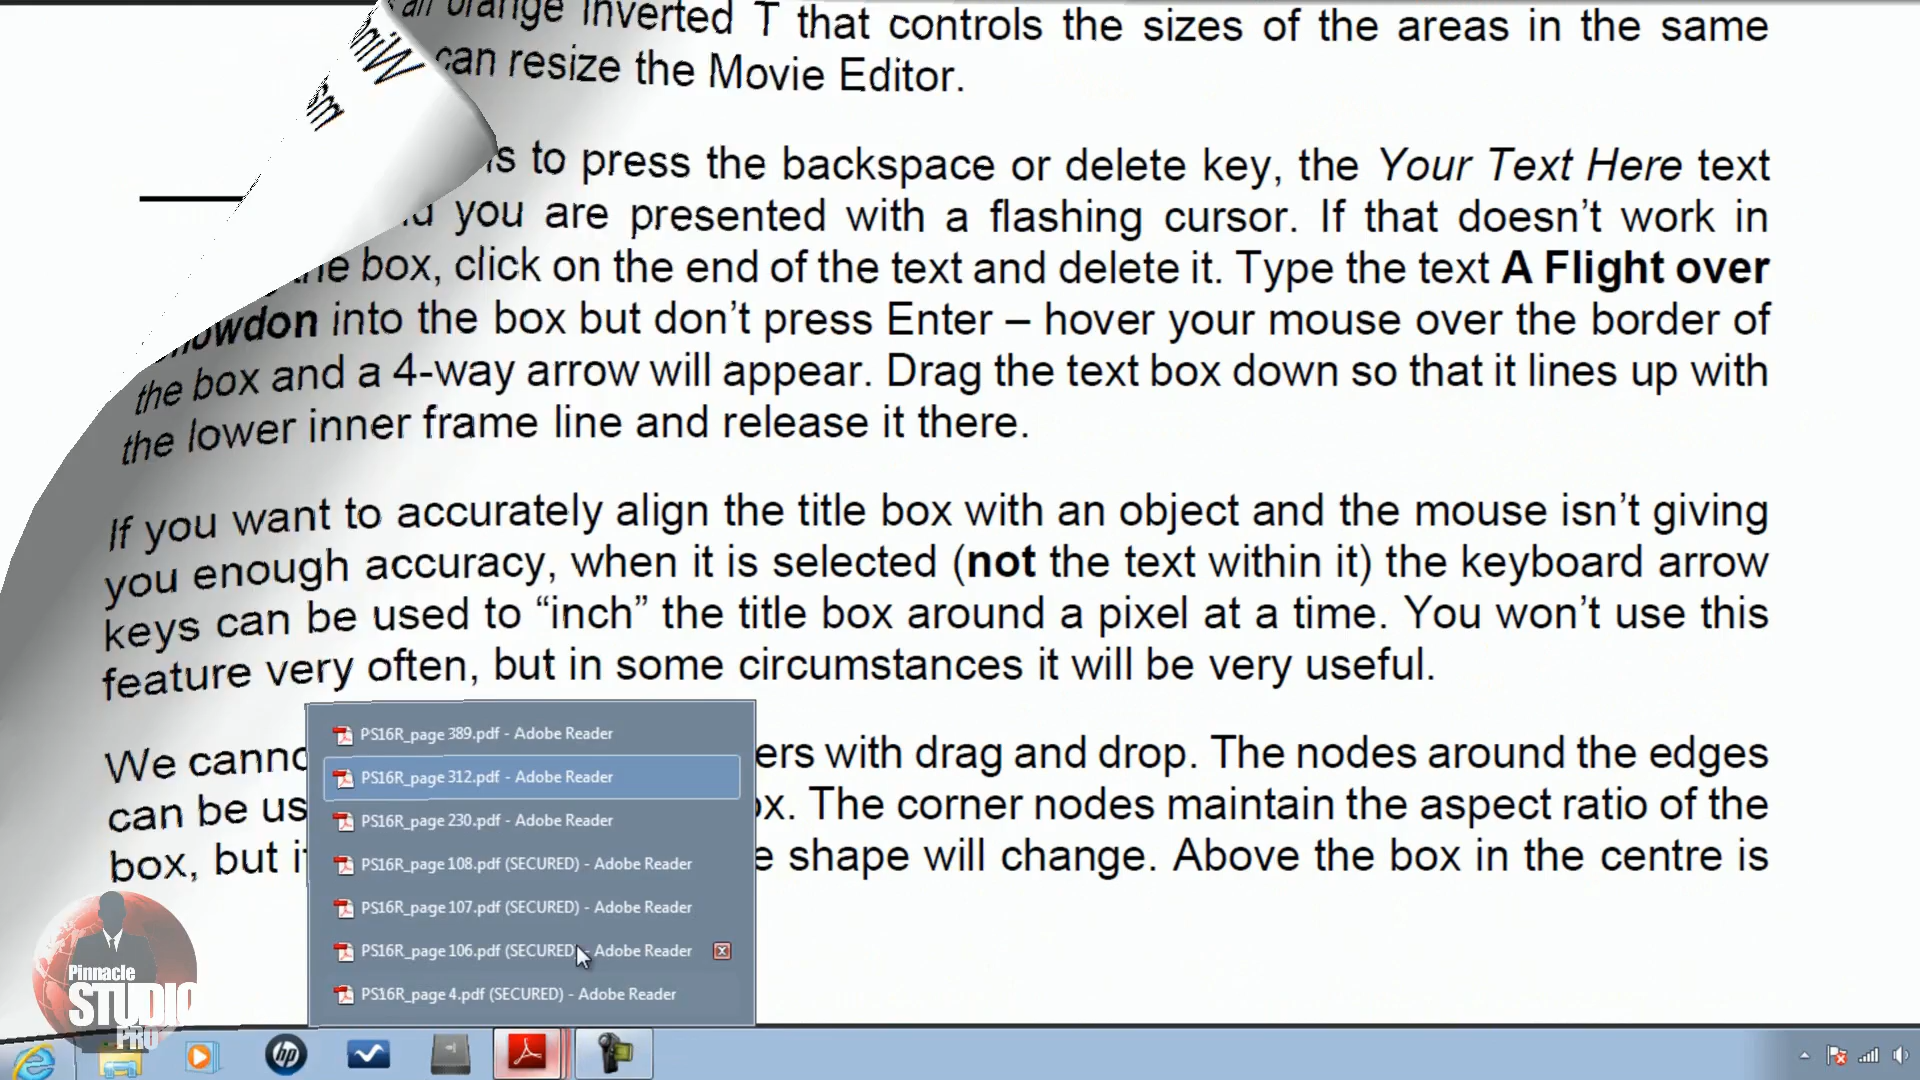 an orange inverted T that controls the sizes of the areas in the same
can resize the Movie Editor.
is to press the backspace or delete key, the Your Text Here text
you are presented with a flashing cursor. If that doesn't work in
the box, click on the end of the text and delete it. Type the text A Flight over
Snowdon into the box but don't press Enter – hover your mouse over the border of
the box and a 4-way arrow will appear. Drag the text box down so that it lines up with
the lower inner frame line and release it there.
If you want to accurately align the title box with an object and the mouse isn't giving
you enough accuracy, when it is selected (not the text within it) the keyboard arrow
keys can be used to “inch” the title box around a pixel at a time. You won't use this
feature very often, but in some circumstances it will be very useful.
We canno ers with drag and drop. The nodes around the edges
can be us ox. The corner nodes maintain the aspect ratio of the
box, but i e shape will change. Above the box in the centre is
PS16R_page 389.pdf - Adobe Reader
PS16R_page 312.pdf - Adobe Reader
PS16R_page 230.pdf - Adobe Reader
PS16R_page 108.pdf (SECURED) - Adobe Reader
PS16R_page 107.pdf (SECURED) - Adobe Reader
PS16R_page 106.pdf (SECURED) - Adobe Reader
PS16R_page 4.pdf (SECURED) - Adobe Reader
Pinnacle
STUDIO
PRO
hp